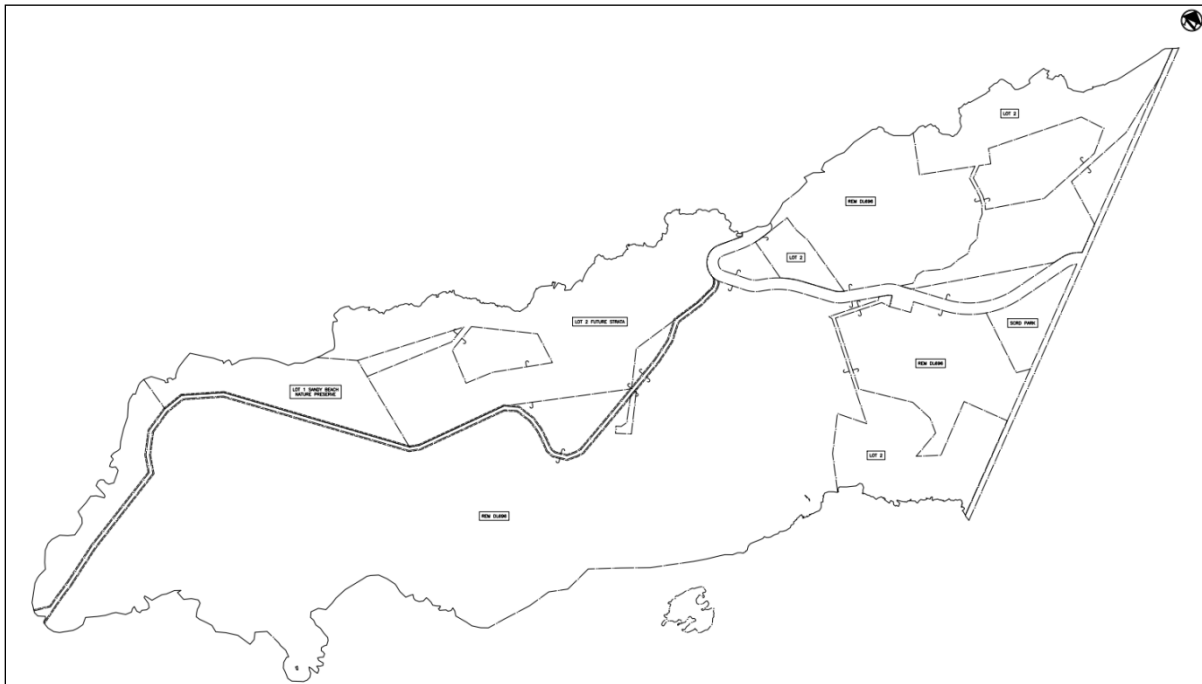 LOT 2
REM DL696
LOT 2
LOT 2 FUTURE STRATA
SCRD PARK
REM DL696
LOT 1 SANDY BEACH
NATURE PRESERVE
LOT 2
REM DL696